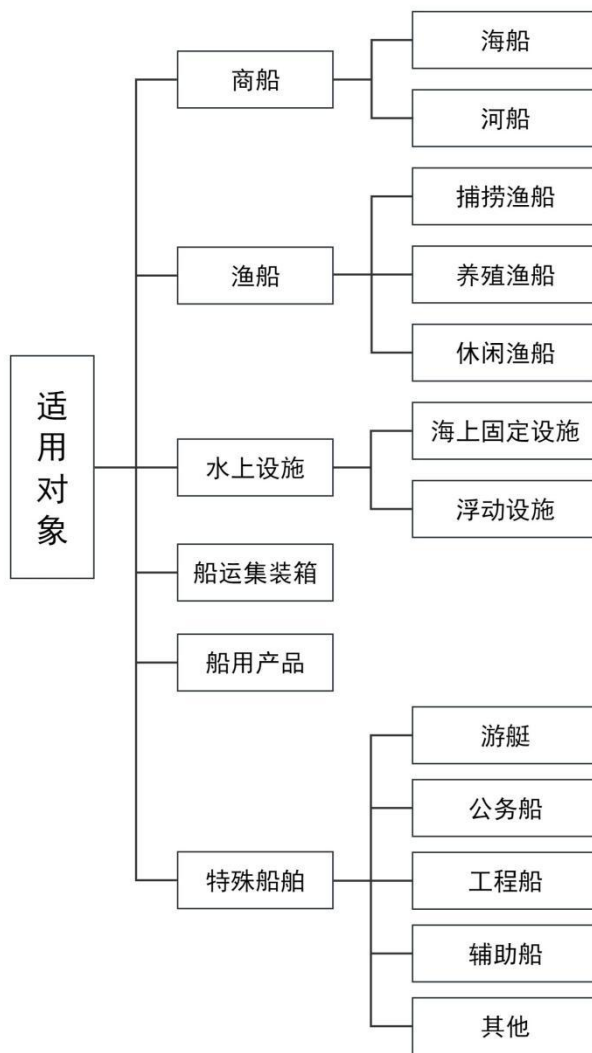 适用对象
商船
海船
河船
渔船
捕捞渔船
养殖渔船
休闲渔船
水上设施
海上固定设施
浮动设施
船运集装箱
船用产品
特殊船舶
游艇
公务船
工程船
辅助船
其他